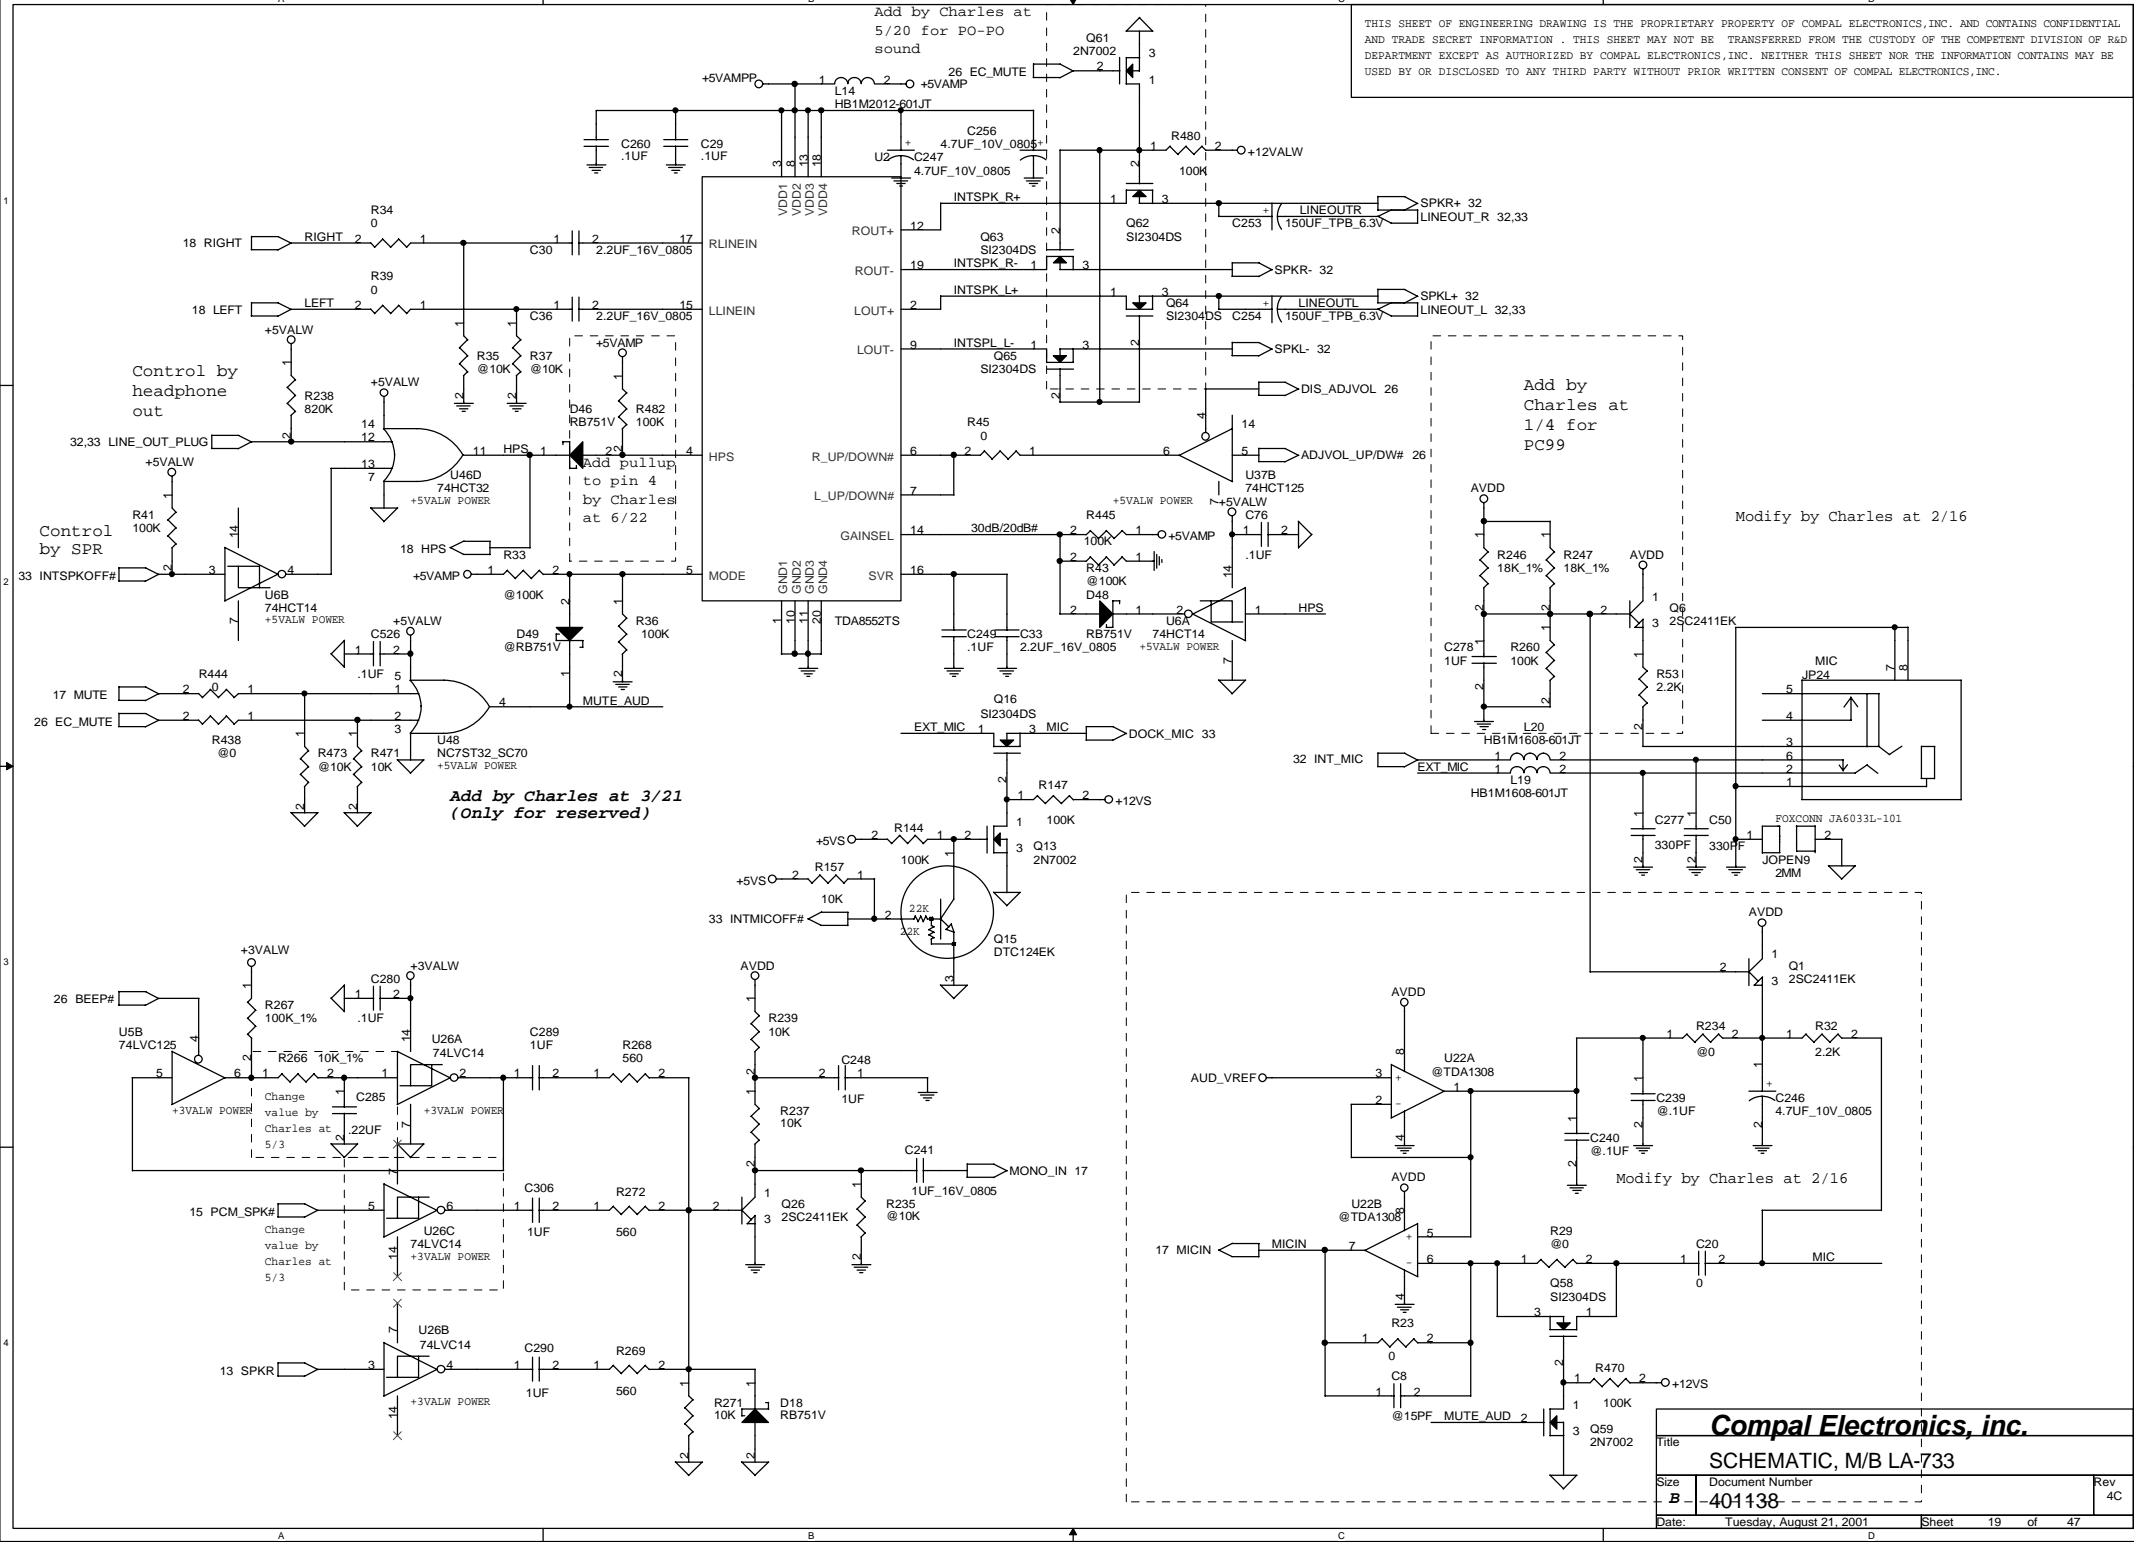 THIS SHEET OF ENGINEERING DRAWING IS THE PROPRIETARY PROPERTY OF COMPAL ELECTRONICS,INC. AND CONTAINS CONFIDENTIAL
AND TRADE SECRET INFORMATION . THIS SHEET MAY NOT BE TRANSFERRED FROM THE CUSTODY OF THE COMPETENT DIVISION OF R&D
DEPARTMENT EXCEPT AS AUTHORIZED BY COMPAL ELECTRONICS,INC. NEITHER THIS SHEET NOR THE INFORMATION CONTAINS MAY BE
USED BY OR DISCLOSED TO ANY THIRD PARTY WITHOUT PRIOR WRITTEN CONSENT OF COMPAL ELECTRONICS,INC.
Add by Charles at
5/20 for PO-PO
sound
Q61
2N7002
26 EC_MUTE
+5VAMPP
+5VAMP
L14
HB1M2012-601JT
C260
.1UF
C29
.1UF
U2
C247
4.7UF_10V_0805
C256
4.7UF_10V_0805
R480
100K
+12VALW
VDD1
VDD2
VDD3
VDD4
INTSPK_R+
Q62
SI2304DS
SPKR+ 32
C253
LINEOUTR
150UF_TPB_6.3V
LINEOUT_R 32,33
R34
0
18 RIGHT
RIGHT
C30
2.2UF_16V_0805
17
RLINEIN
ROUT+
12
Q63
SI2304DS
ROUT-
19
INTSPK_R-
SPKR- 32
R39
0
18 LEFT
LEFT
C36
2.2UF_16V_0805
15
LLINEIN
LOUT+
2
INTSPK_L+
Q64
SI2304DS
SPKL+ 32
C254
LINEOUTL
150UF_TPB_6.3V
LINEOUT_L 32,33
LOUT-
9
INTSPL_L-
Q65
SI2304DS
SPKL- 32
+5VALW
R35
@10K
R37
@10K
+5VAMP
Control by
headphone
out
R238
820K
+5VALW
D46
RB751V
R482
100K
DIS_ADJVOL 26
32,33 LINE_OUT_PLUG
U46D
74HCT32
+5VALW POWER
HPS
Add pullup
to pin 4
by Charles
at 6/22
HPS
R_UP/DOWN#
L_UP/DOWN#
R45
0
U37B
74HCT125
+5VALW POWER
ADJVOL_UP/DW# 26
+5VALW
R41
100K
Control
by SPR
33 INTSPKOFF#
U6B
74HCT14
+5VALW POWER
18 HPS
R33
@100K
+5VAMP
MODE
GND1
GND2
GND3
GND4
TDA8552TS
GAINSEL
14
30dB/20dB#
R445
100K
+5VAMP
R43
@100K
D48
RB751V
+5VALW
C76
.1UF
U6A
74HCT14
+5VALW POWER
HPS
SVR
16
C249
.1UF
C33
2.2UF_16V_0805
D49
@RB751V
R36
100K
+5VALW
C526
.1UF
R444
0
17 MUTE
26 EC_MUTE
R438
@0
R473
@10K
R471
10K
U48
NC7ST32_SC70
+5VALW POWER
MUTE_AUD
Add by Charles at 3/21
(Only for reserved)
Add by
Charles at
1/4 for
PC99
AVDD
R246
18K_1%
R247
18K_1%
AVDD
Q6
2SC2411EK
C278
1UF
R260
100K
R53
2.2K
Modify by Charles at 2/16
MIC
JP24
Q16
SI2304DS
EXT_MIC
MIC
DOCK_MIC 33
R147
100K
+12VS
L20
HB1M1608-601JT
32 INT_MIC
EXT_MIC
L19
HB1M1608-601JT
C277
330PF
C50
330PF
FOXCONN JA6033L-101
JOPEN9
2MM
+5VS
R144
100K
Q13
2N7002
+5VS
R157
10K
33 INTMICOFF#
22K
22K
Q15
DTC124EK
+3VALW
26 BEEP#
R267
100K_1%
C280
.1UF
+3VALW
U5B
74LVC125
+3VALW POWER
R266
10K_1%
Change
value by
Charles at
5/3
C285
.22UF
U26A
74LVC14
+3VALW POWER
C289
1UF
R268
560
AVDD
R239
10K
C248
1UF
R237
10K
C241
1UF_16V_0805
MONO_IN 17
15 PCM_SPK#
Change
value by
Charles at
5/3
U26C
74LVC14
+3VALW POWER
C306
1UF
R272
560
Q26
2SC2411EK
R235
@10K
13 SPKR
U26B
74LVC14
+3VALW POWER
C290
1UF
R269
560
R271
10K
D18
RB751V
AVDD
Q1
2SC2411EK
AVDD
AUD_VREF
U22A
@TDA1308
R234
@0
R32
2.2K
C239
@.1UF
C240
@.1UF
C246
4.7UF_10V_0805
Modify by Charles at 2/16
AVDD
U22B
@TDA1308
17 MICIN
MICIN
R29
@0
Q58
SI2304DS
C20
0
MIC
R23
0
C8
@15PF
R470
100K
+12VS
MUTE_AUD
Q59
2N7002
Compal Electronics, inc.
Title
SCHEMATIC, M/B LA-733
Size
B
Document Number
401138
Rev
4C
Date:
Tuesday, August 21, 2001
Sheet 19 of 47